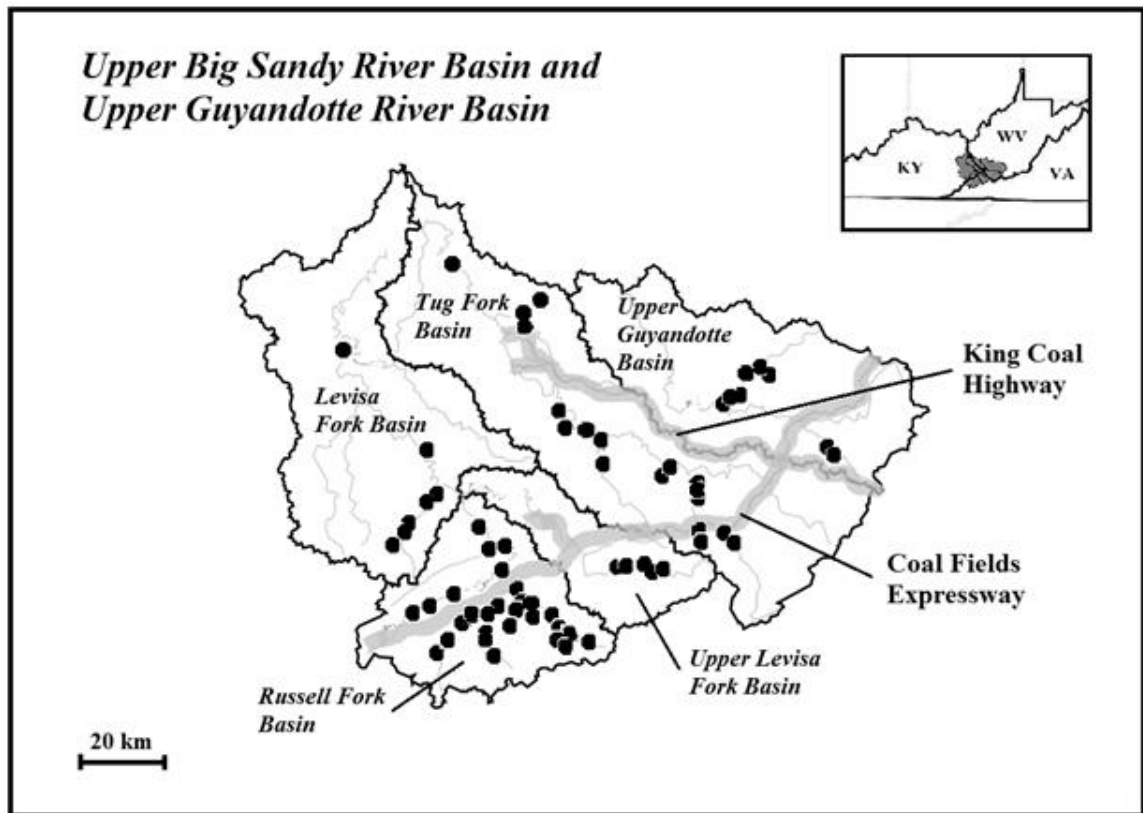 Upper Big Sandy River Basin and
Upper Guyandotte River Basin
WV
KY
VA
Tug Fork
Basin
Upper
Guyandotte
Basin
King Coal
Highway
Levisa
Fork Basin
Coal Fields
Expressway
Upper Levisa
Fork Basin
Russell Fork
Basin
20 km